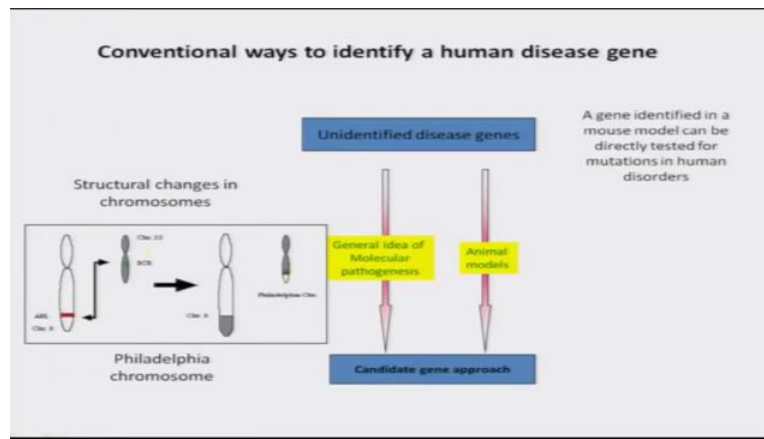 Conventional ways to identify a human disease gene
Unidentified disease genes
A gene identified in a
mouse model can be
directly tested for
mutations in human
disorders
Structural changes in
chromosomes
General idea of
Molecular
pathogenesis
Animal
models
BCR
ABL
Chr. 9
Philadelphia Chr.
Philadelphia
chromosome
Candidate gene approach